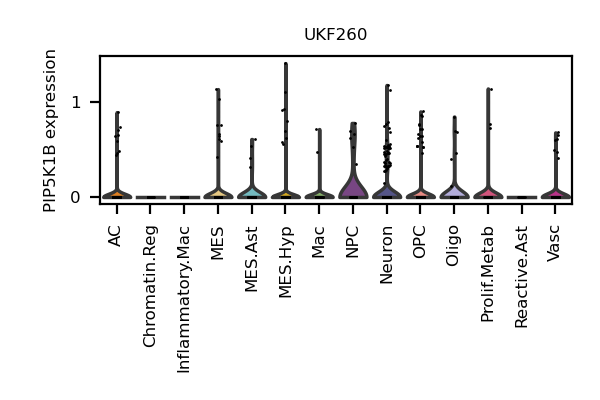 UKF260
PIP5K1B expression
1
0
AC
Chromatin.Reg
Inflammatory.Mac
MES
MES.Ast
MES.Hyp
Mac
NPC
Neuron
OPC
Oligo
Prolif.Metab
Reactive.Ast
Vasc